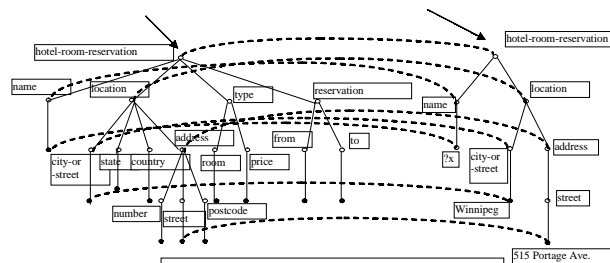 hotel-room-reservation
hotel-room-reservation
name
location
type
reservation
name
location
address
from
to
city-or
-street
state
country
room
price
?x
city-or
-street
address
number
street
postcode
Winnipeg
street
515 Portage Ave.